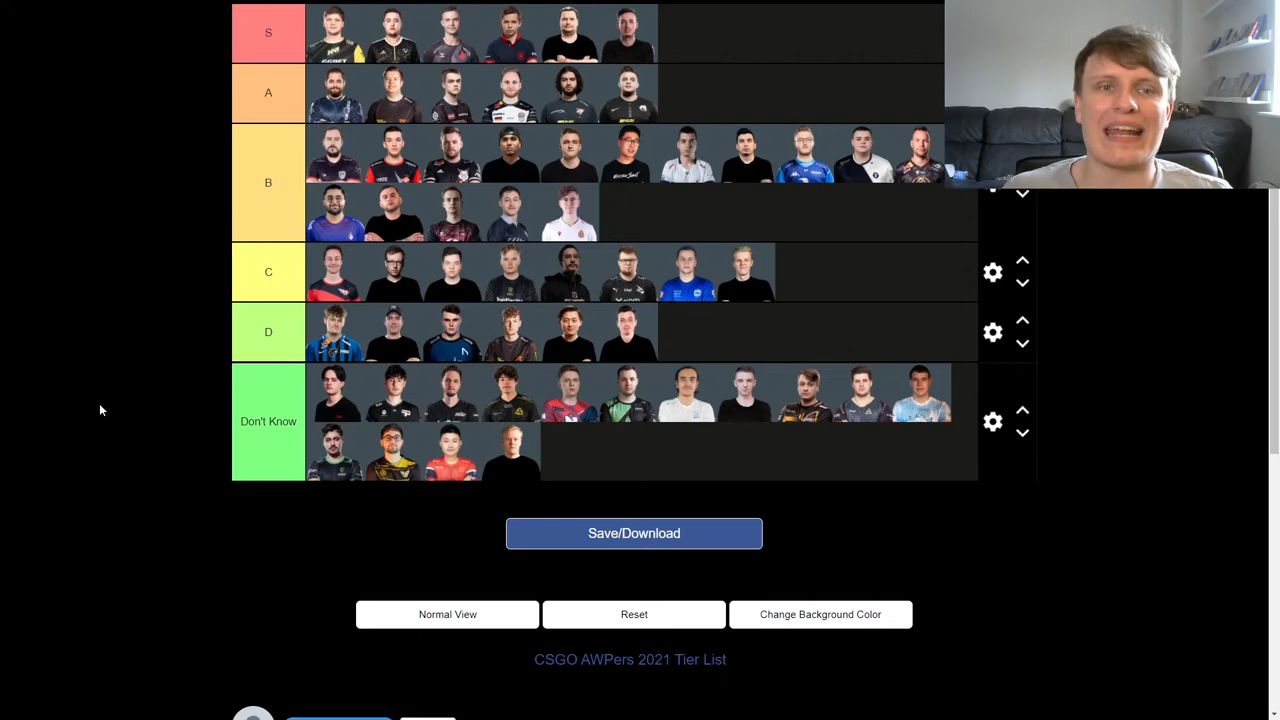 S
A
B
C
D
Don't Know
Save/Download
Normal View
Reset
Change Background Color
CSGO AWPers 2021 Tier List